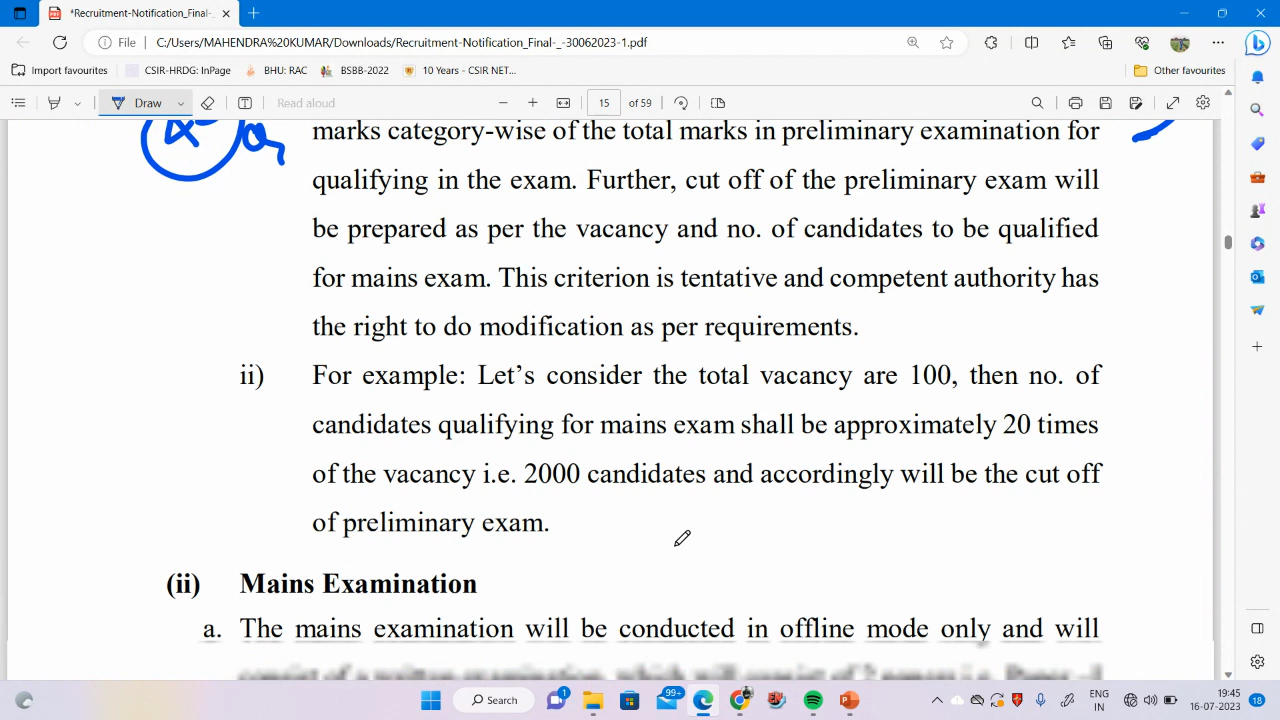 *Recruitment-Notification_Final-
File
C:/Users/MAHENDRA%20KUMAR/Downloads/Recruitment-Notification_Final-_-30062023-1.pdf
Import favourites
CSIR-HRDG: InPage
BHU: RAC
BSBB-2022
10 Years - CSIR NET...
Other favourites
Draw
Read aloud
15 of 59
marks category-wise of the total marks in preliminary examination for
qualifying in the exam. Further, cut off of the preliminary exam will
be prepared as per the vacancy and no. of candidates to be qualified
for mains exam. This criterion is tentative and competent authority has
the right to do modification as per requirements.
ii) For example: Let's consider the total vacancy are 100, then no. of
candidates qualifying for mains exam shall be approximately 20 times
of the vacancy i.e. 2000 candidates and accordingly will be the cut off
of preliminary exam.
(ii) Mains Examination
a. The mains examination will be conducted in offline mode only and will
Search
1
99+
ENG
IN
19:45
16-07-2023
18